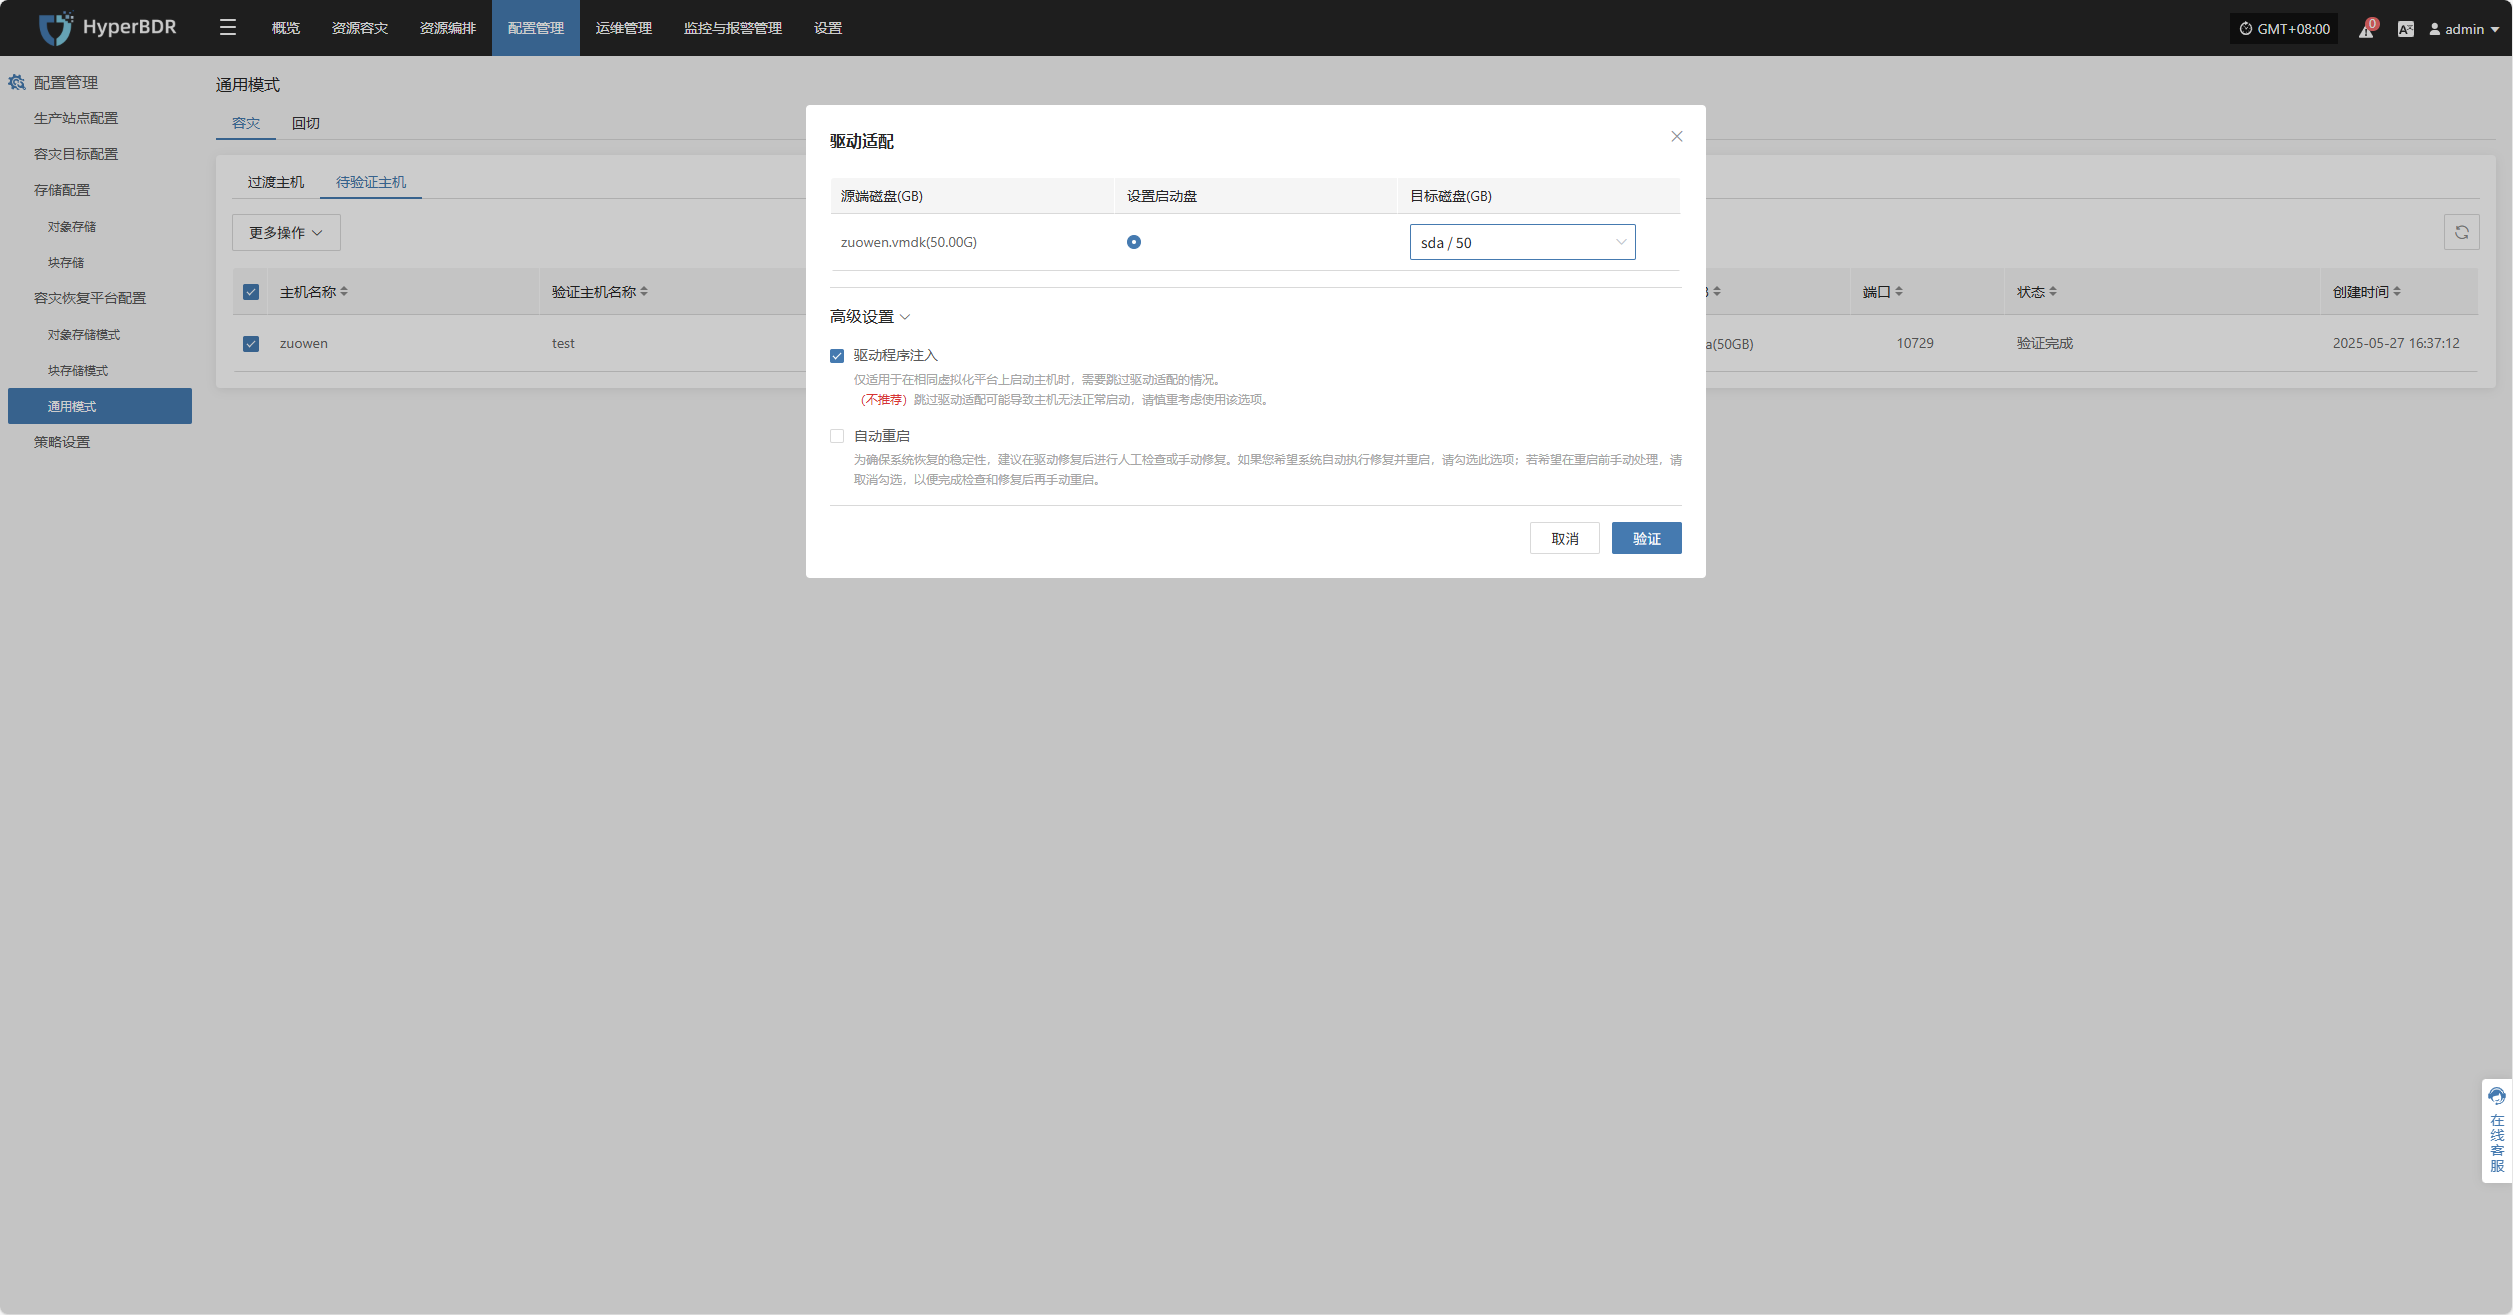 HyperBDR
概览 资源容灾 资源编排 配置管理 运维管理 监控与报警管理 设置
GMT+08:00 0 admin
配置管理
生产站点配置
容灾目标配置
存储配置
对象存储
块存储
容灾恢复平台配置
对象存储模式
块存储模式
通用模式
策略设置
通用模式
容灾 回切
过渡主机 待验证主机
更多操作
主机名称 验证主机名称 端口 状态 创建时间
zuowen test a(50GB) 10729 验证完成 2025-05-27 16:37:12
驱动适配
源端磁盘(GB) 设置启动盘 目标磁盘(GB)
zuowen.vmdk(50.00G) sda / 50
高级设置
驱动程序注入
仅适用于在相同虚拟化平台上启动主机时，需要跳过驱动适配的情况。
（不推荐）跳过驱动适配可能导致主机无法正常启动，请慎重考虑使用该选项。
自动重启
为确保系统恢复的稳定性，建议在驱动修复后进行人工检查或手动修复。如果您希望系统自动执行修复并重启，请勾选此选项；若希望在重启前手动处理，请
取消勾选，以便完成检查和修复后再手动重启。
取消 验证
在线客服